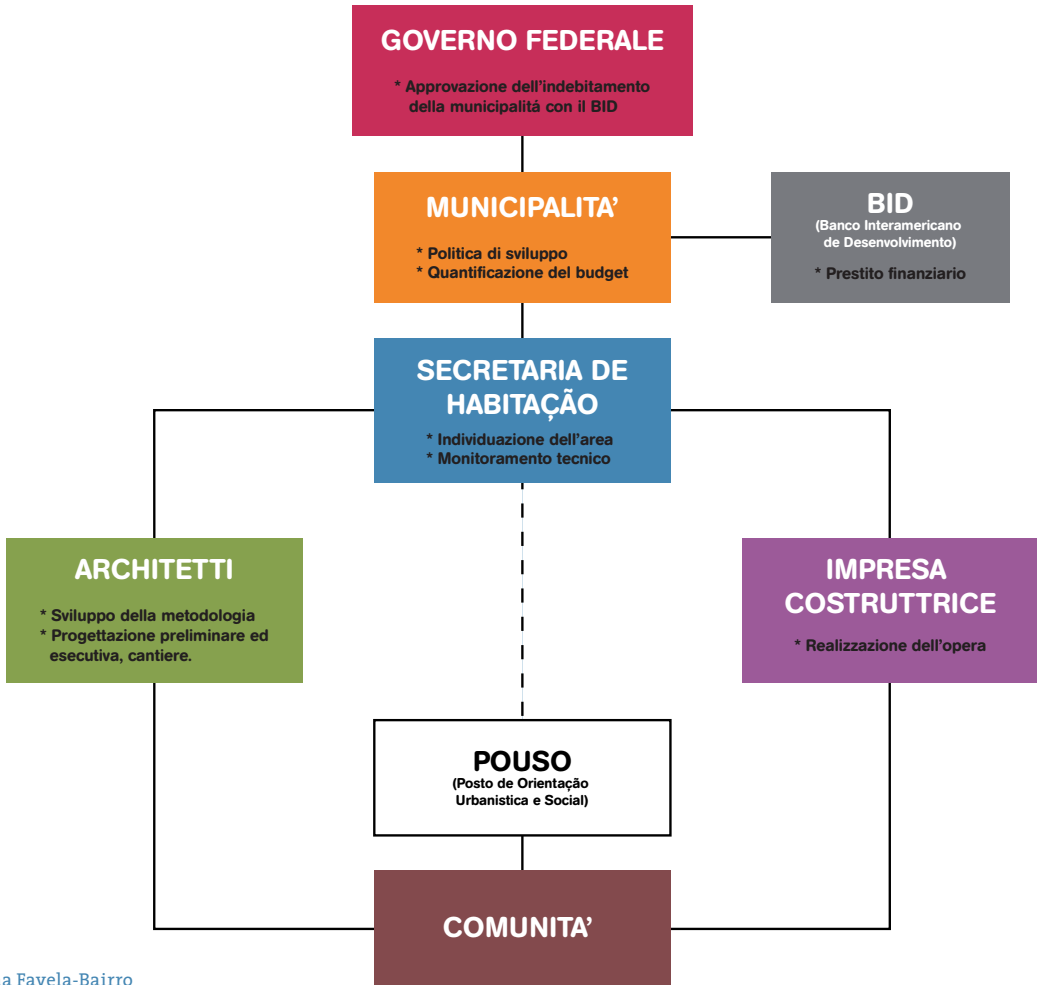 GOVERNO FEDERALE
* Approvazione dell'indebitamento
della municipalitá con il BID
MUNICIPALITA'
* Politica di sviluppo
* Quantificazione del budget
BID
(Banco Interamericano
de Desenvolvimento)
* Prestito finanziario
SECRETARIA DE
HABITAÇÃO
* Individuazione dell'area
* Monitoramento tecnico
ARCHITETTI
* Sviluppo della metodologia
* Progettazione preliminare ed
esecutiva, cantiere.
IMPRESA
COSTRUTTRICE
* Realizzazione dell'opera
POUSO
(Posto de Orientação
Urbanistica e Social)
COMUNITA'
a Favela-Bairro